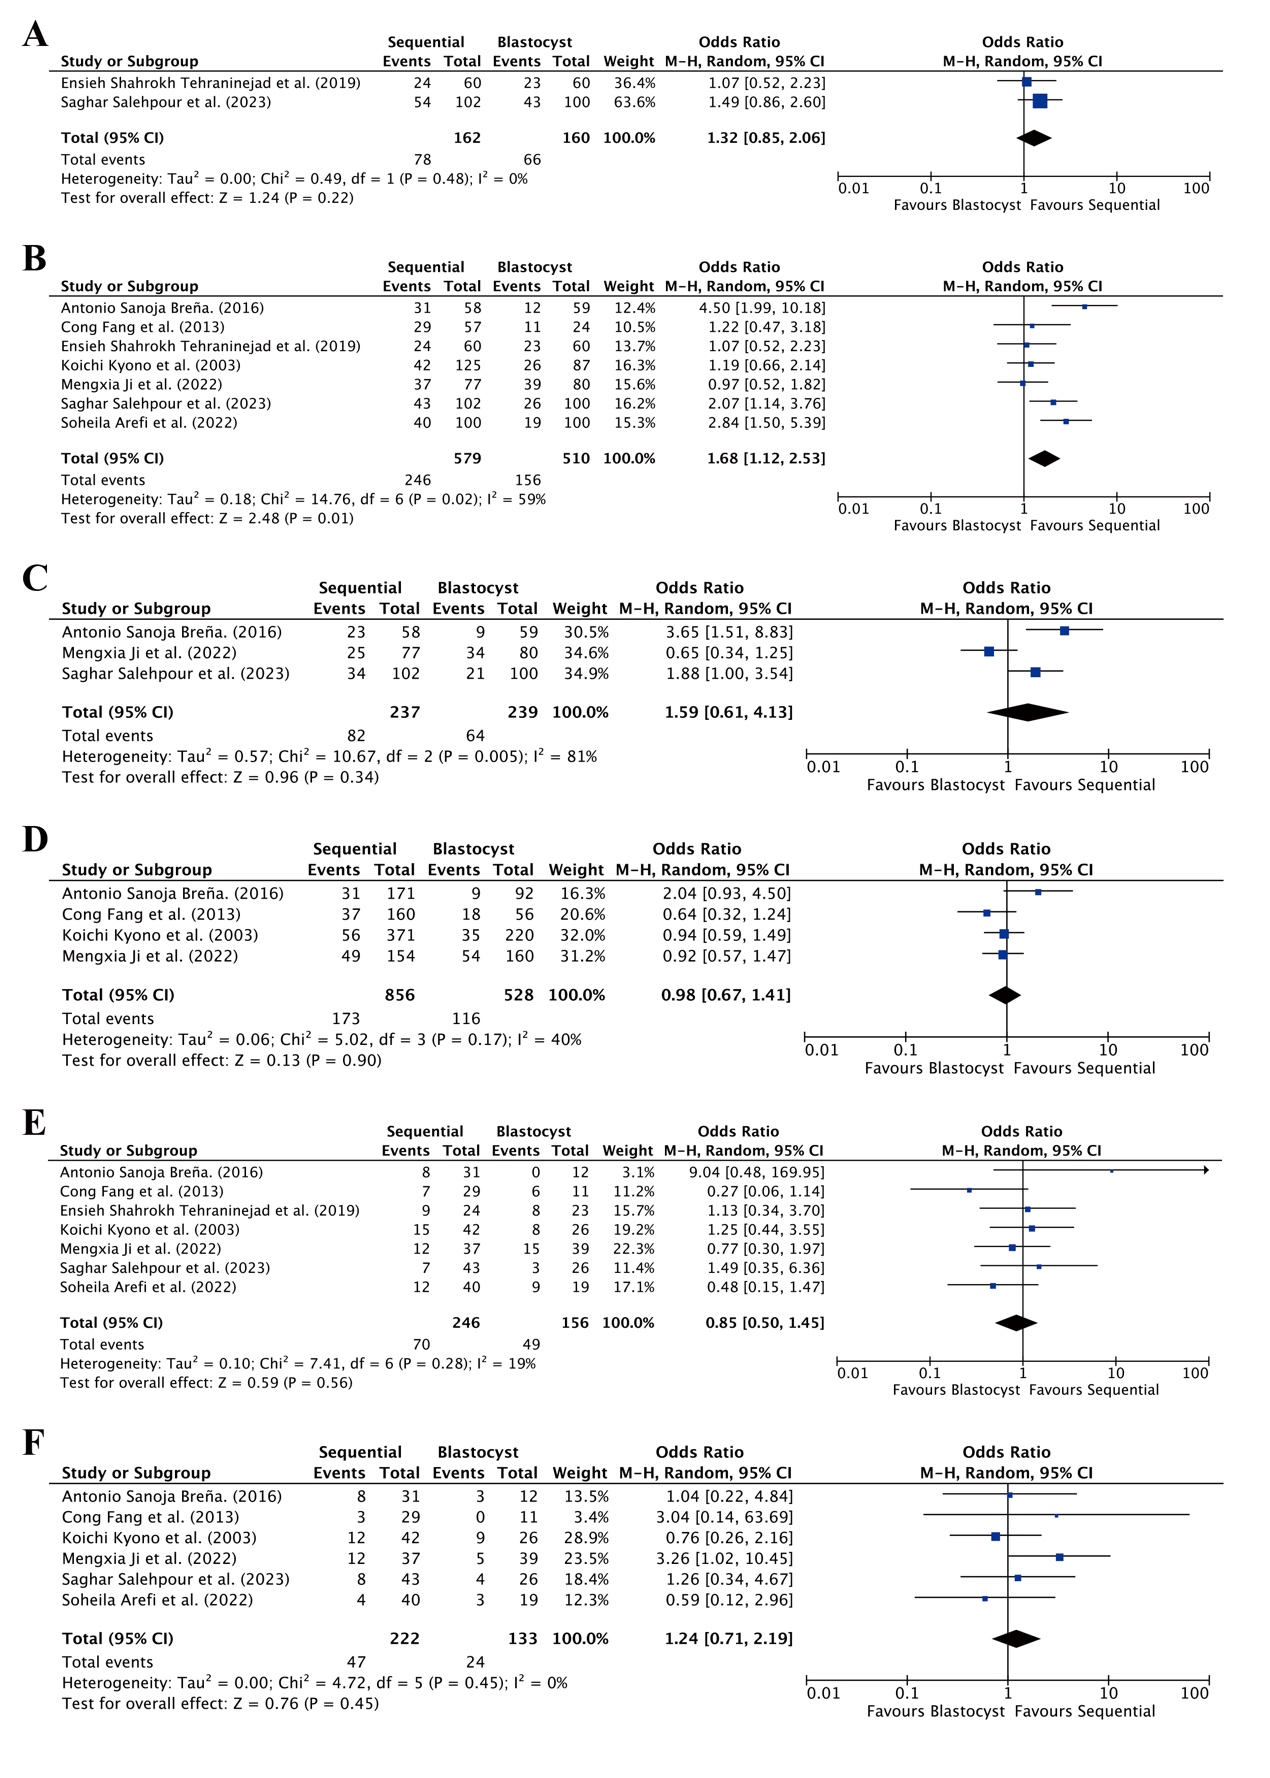 A
Sequential Blastocyst Odds Ratio Odds Ratio
Study or Subgroup Events Total Events Total Weight M-H, Random, 95% CI M-H, Random, 95% CI
Ensieh Shahrokh Tehraninejad et al. (2019) 24 60 23 60 36.4% 1.07 [0.52, 2.23]
Saghar Salehpour et al. (2023) 54 102 43 100 63.6% 1.49 [0.86, 2.60]
Total (95% CI) 162 160 100.0% 1.32 [0.85, 2.06]
Total events 78 66
Heterogeneity: Tau² = 0.00; Chi² = 0.49, df = 1 (P = 0.48); I² = 0%
Test for overall effect: Z = 1.24 (P = 0.22)
0.01 0.1 1 10 100
Favours Blastocyst Favours Sequential
B
Sequential Blastocyst Odds Ratio Odds Ratio
Study or Subgroup Events Total Events Total Weight M-H, Random, 95% CI M-H, Random, 95% CI
Antonio Sanoja Breña. (2016) 31 58 12 59 12.4% 4.50 [1.99, 10.18]
Cong Fang et al. (2013) 29 57 11 24 10.5% 1.22 [0.47, 3.18]
Ensieh Shahrokh Tehraninejad et al. (2019) 24 60 23 60 13.7% 1.07 [0.52, 2.23]
Koichi Kyono et al. (2003) 42 125 26 87 16.3% 1.19 [0.66, 2.14]
Mengxia Ji et al. (2022) 37 77 39 80 15.6% 0.97 [0.52, 1.82]
Saghar Salehpour et al. (2023) 43 102 26 100 16.2% 2.07 [1.14, 3.76]
Soheila Arefi et al. (2022) 40 100 19 100 15.3% 2.84 [1.50, 5.39]
Total (95% CI) 579 510 100.0% 1.68 [1.12, 2.53]
Total events 246 156
Heterogeneity: Tau² = 0.18; Chi² = 14.76, df = 6 (P = 0.02); I² = 59%
Test for overall effect: Z = 2.48 (P = 0.01)
0.01 0.1 1 10 100
Favours Blastocyst Favours Sequential
C
Sequential Blastocyst Odds Ratio Odds Ratio
Study or Subgroup Events Total Events Total Weight M-H, Random, 95% CI M-H, Random, 95% CI
Antonio Sanoja Breña. (2016) 23 58 9 59 30.5% 3.65 [1.51, 8.83]
Mengxia Ji et al. (2022) 25 77 34 80 34.6% 0.65 [0.34, 1.25]
Saghar Salehpour et al. (2023) 34 102 21 100 34.9% 1.88 [1.00, 3.54]
Total (95% CI) 237 239 100.0% 1.59 [0.61, 4.13]
Total events 82 64
Heterogeneity: Tau² = 0.57; Chi² = 10.67, df = 2 (P = 0.005); I² = 81%
Test for overall effect: Z = 0.96 (P = 0.34)
0.01 0.1 1 10 100
Favours Blastocyst Favours Sequential
D
Sequential Blastocyst Odds Ratio Odds Ratio
Study or Subgroup Events Total Events Total Weight M-H, Random, 95% CI M-H, Random, 95% CI
Antonio Sanoja Breña. (2016) 31 171 9 92 16.3% 2.04 [0.93, 4.50]
Cong Fang et al. (2013) 37 160 18 56 20.6% 0.64 [0.32, 1.24]
Koichi Kyono et al. (2003) 56 371 35 220 32.0% 0.94 [0.59, 1.49]
Mengxia Ji et al. (2022) 49 154 54 160 31.2% 0.92 [0.57, 1.47]
Total (95% CI) 856 528 100.0% 0.98 [0.67, 1.41]
Total events 173 116
Heterogeneity: Tau² = 0.06; Chi² = 5.02, df = 3 (P = 0.17); I² = 40%
Test for overall effect: Z = 0.13 (P = 0.90)
0.01 0.1 1 10 100
Favours Blastocyst Favours Sequential
E
Sequential Blastocyst Odds Ratio Odds Ratio
Study or Subgroup Events Total Events Total Weight M-H, Random, 95% CI M-H, Random, 95% CI
Antonio Sanoja Breña. (2016) 8 31 0 12 3.1% 9.04 [0.48, 169.95]
Cong Fang et al. (2013) 7 29 6 11 11.2% 0.27 [0.06, 1.14]
Ensieh Shahrokh Tehraninejad et al. (2019) 9 24 8 23 15.7% 1.13 [0.34, 3.70]
Koichi Kyono et al. (2003) 15 42 8 26 19.2% 1.25 [0.44, 3.55]
Mengxia Ji et al. (2022) 12 37 15 39 22.3% 0.77 [0.30, 1.97]
Saghar Salehpour et al. (2023) 7 43 3 26 11.4% 1.49 [0.35, 6.36]
Soheila Arefi et al. (2022) 12 40 9 19 17.1% 0.48 [0.15, 1.47]
Total (95% CI) 246 156 100.0% 0.85 [0.50, 1.45]
Total events 70 49
Heterogeneity: Tau² = 0.10; Chi² = 7.41, df = 6 (P = 0.28); I² = 19%
Test for overall effect: Z = 0.59 (P = 0.56)
0.01 0.1 1 10 100
Favours Blastocyst Favours Sequential
F
Sequential Blastocyst Odds Ratio Odds Ratio
Study or Subgroup Events Total Events Total Weight M-H, Random, 95% CI M-H, Random, 95% CI
Antonio Sanoja Breña. (2016) 8 31 3 12 13.5% 1.04 [0.22, 4.84]
Cong Fang et al. (2013) 3 29 0 11 3.4% 3.04 [0.14, 63.69]
Koichi Kyono et al. (2003) 12 42 9 26 28.9% 0.76 [0.26, 2.16]
Mengxia Ji et al. (2022) 12 37 5 39 23.5% 3.26 [1.02, 10.45]
Saghar Salehpour et al. (2023) 8 43 4 26 18.4% 1.26 [0.34, 4.67]
Soheila Arefi et al. (2022) 4 40 3 19 12.3% 0.59 [0.12, 2.96]
Total (95% CI) 222 133 100.0% 1.24 [0.71, 2.19]
Total events 47 24
Heterogeneity: Tau² = 0.00; Chi² = 4.72, df = 5 (P = 0.45); I² = 0%
Test for overall effect: Z = 0.76 (P = 0.45)
0.01 0.1 1 10 100
Favours Blastocyst Favours Sequential